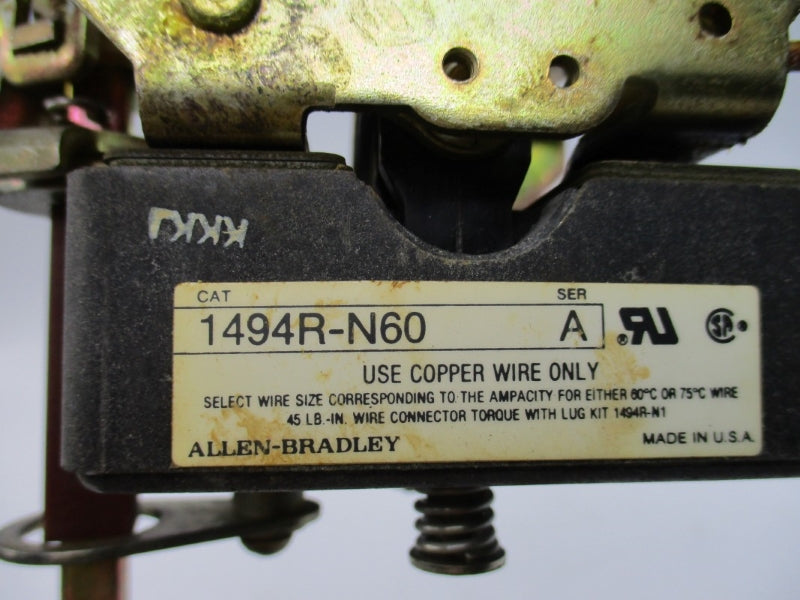 CAT SER
1494R-N60 A
USE COPPER WIRE ONLY
SELECT WIRE SIZE CORRESPONDING TO THE AMPACITY FOR EITHER 60°C OR 75°C WIRE
45 LB.-IN. WIRE CONNECTOR TORQUE WITH LUG KIT 1494R-N1
ALLEN-BRADLEY MADE IN U.S.A.